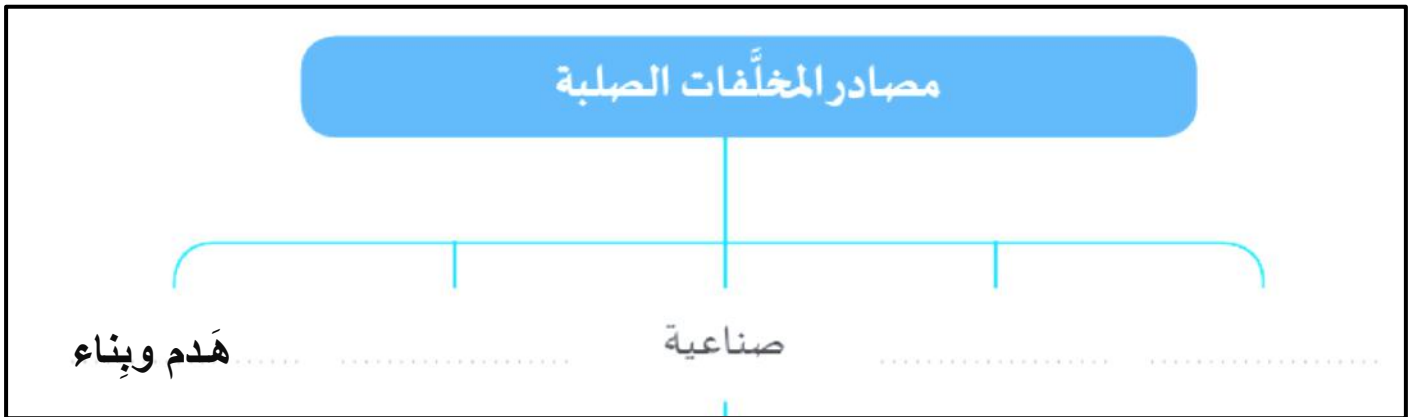 مصادر المخلَّفات الصلبة
صناعية
هَدم وبِناء